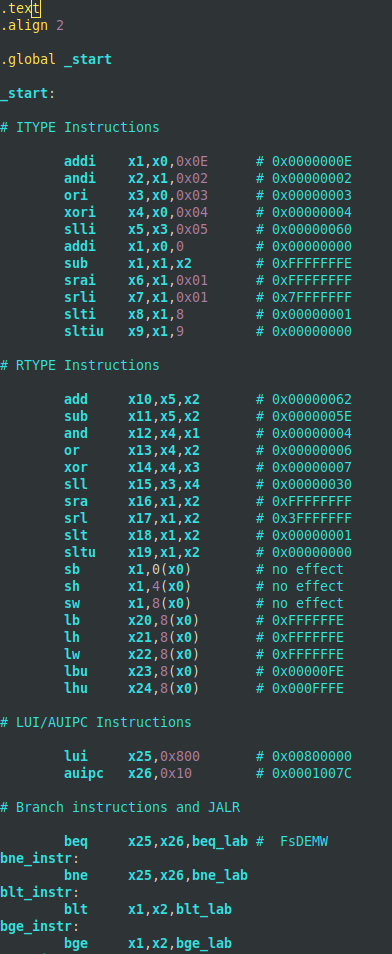 .text
.align 2
.global _start
_start:
# ITYPE Instructions
addi x1,x0,0x0E # 0x0000000E
andi x2,x1,0x02 # 0x00000002
ori x3,x0,0x03 # 0x00000003
xori x4,x0,0x04 # 0x00000004
slli x5,x3,0x05 # 0x00000060
addi x1,x0,0 # 0x00000000
sub x1,x1,x2 # 0xFFFFFFFE
srai x6,x1,0x01 # 0xFFFFFFFF
srli x7,x1,0x01 # 0x7FFFFFFF
slti x8,x1,8 # 0x00000001
sltiu x9,x1,9 # 0x00000000
# RTYPE Instructions
add x10,x5,x2 # 0x00000062
sub x11,x5,x2 # 0x0000005E
and x12,x4,x1 # 0x00000004
or x13,x4,x2 # 0x00000006
xor x14,x4,x3 # 0x00000007
sll x15,x3,x4 # 0x00000030
sra x16,x1,x2 # 0xFFFFFFFF
srl x17,x1,x2 # 0x3FFFFFFF
slt x18,x1,x2 # 0x00000001
sltu x19,x1,x2 # 0x00000000
sb x1,0(x0) # no effect
sh x1,4(x0) # no effect
sw x1,8(x0) # no effect
lb x20,8(x0) # 0xFFFFFFE
lh x21,8(x0) # 0xFFFFFFE
lw x22,8(x0) # 0xFFFFFFE
lbu x23,8(x0) # 0x00000FE
lhu x24,8(x0) # 0x000FFFE
# LUI/AUIPC Instructions
lui x25,0x800 # 0x00800000
auipc x26,0x10 # 0x0001007C
# Branch instructions and JALR
beq x25,x26,beq_lab # FsDEMW
bne_instr:
bne x25,x26,bne_lab
blt_instr:
blt x1,x2,blt_lab
bge_instr:
bge x1,x2,bge_lab